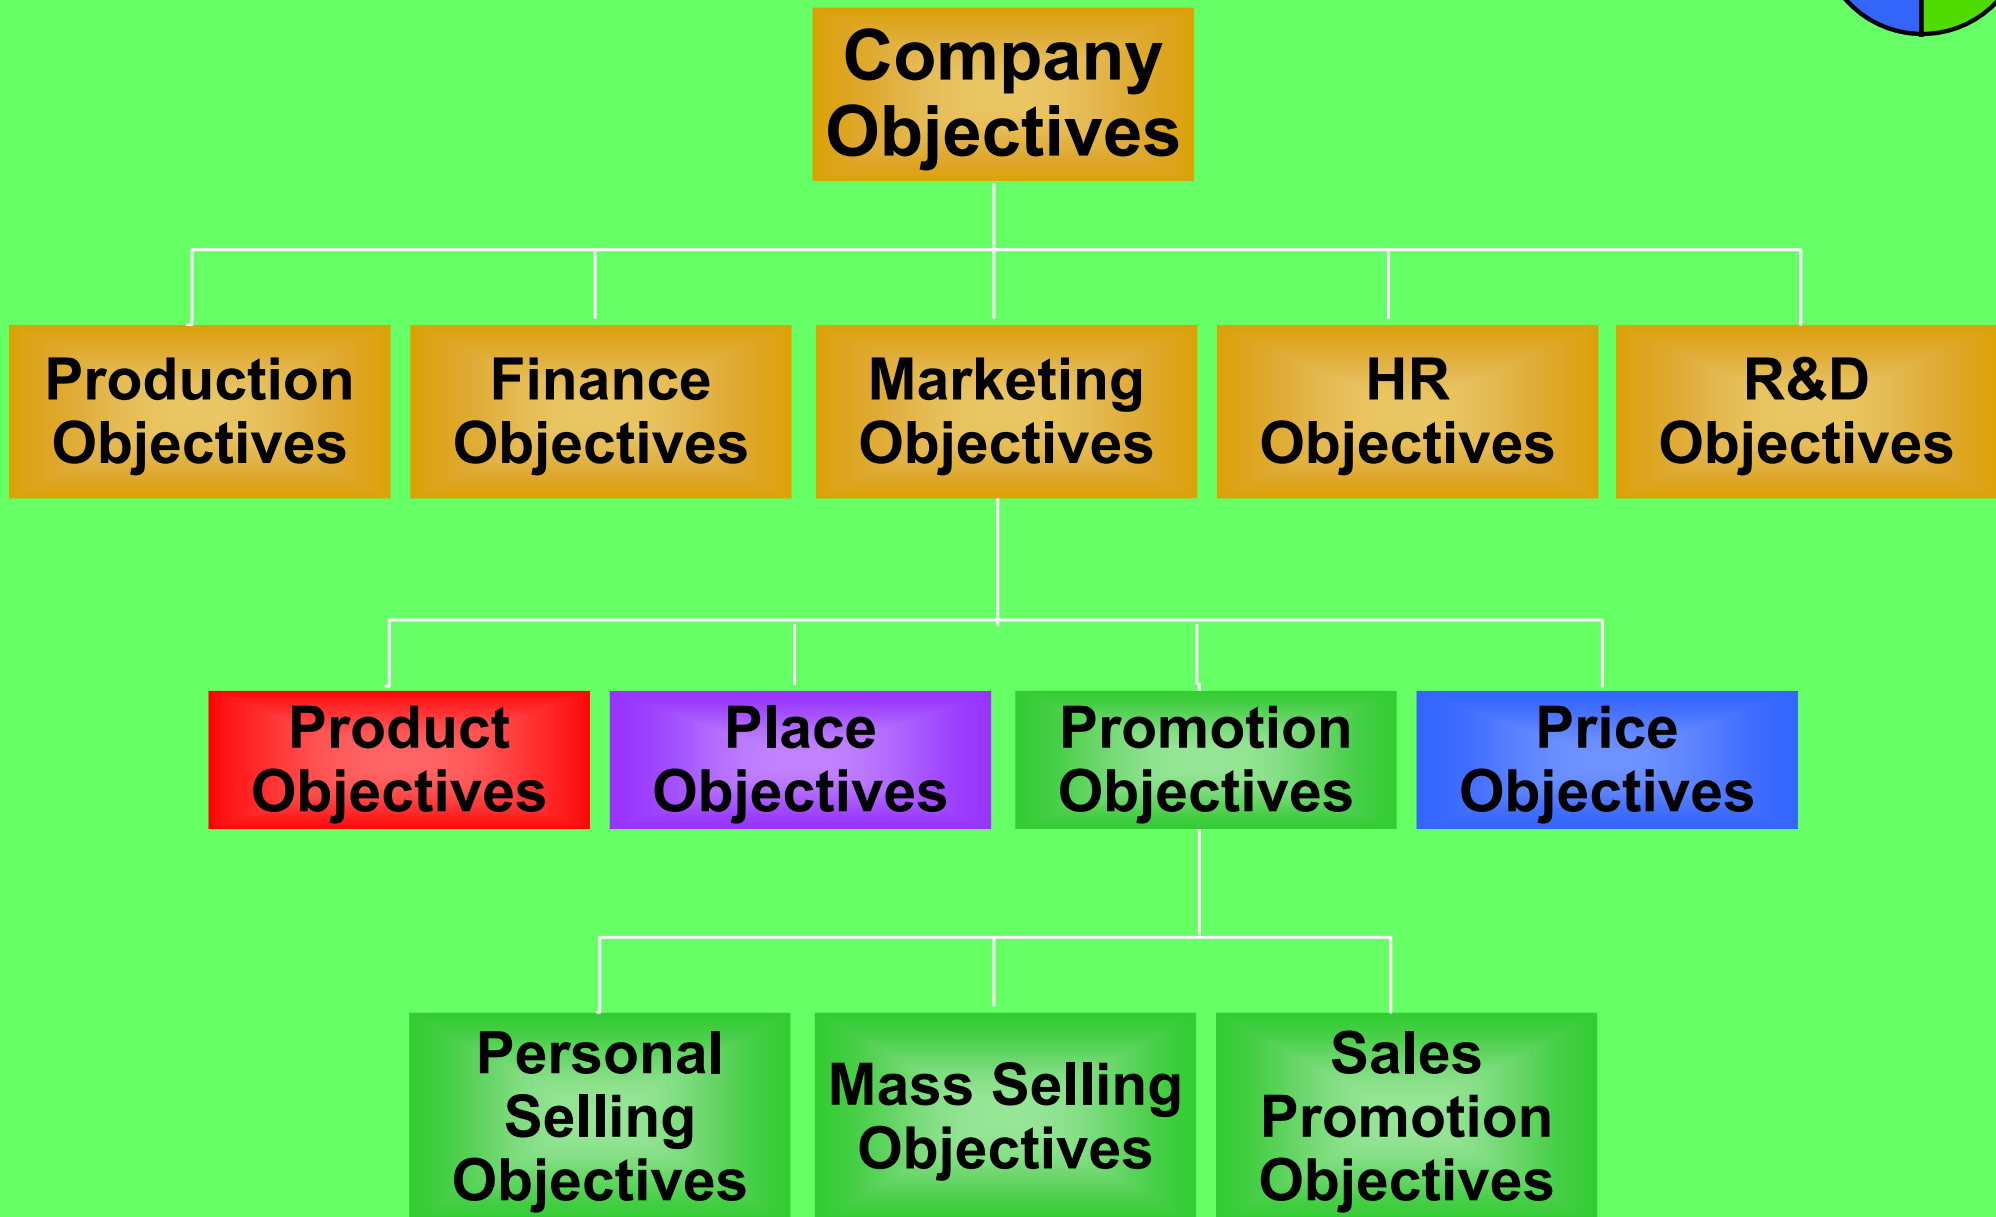 Company
Objectives
Production
Objectives
Finance
Objectives
Marketing
Objectives
HR
Objectives
R&D
Objectives
Product
Objectives
Place
Objectives
Promotion
Objectives
Price
Objectives
Personal
Selling
Objectives
Mass Selling
Objectives
Sales
Promotion
Objectives